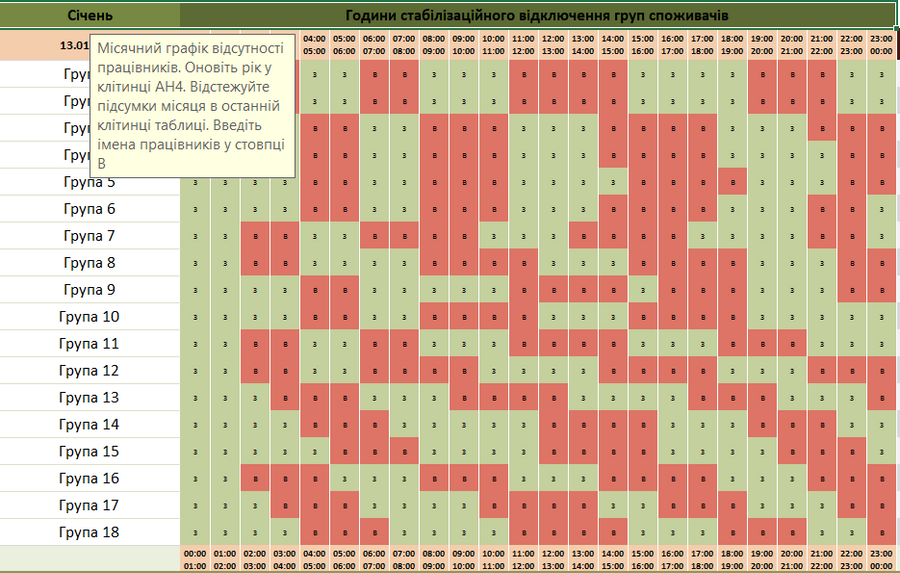 Січень Години стабілізаційного відключення груп споживачів
13.01 04:00 05:00 06:00 07:00 08:00 09:00 10:00 11:00 12:00 13:00 14:00 15:00 16:00 17:00 18:00 19:00 20:00 21:00 22:00 23:00
05:00 06:00 07:00 08:00 09:00 10:00 11:00 12:00 13:00 14:00 15:00 16:00 17:00 18:00 19:00 20:00 21:00 22:00 23:00 00:00
Місячний графік відсутності
працівників. Оновіть рік у
клітинці AH4. Відстежуйте
підсумки місяця в останній
клітинці таблиці. Введіть
імена працівників у стовпці
B
З З В В З З З В В В В З З З З В В В З З
З З В В З З З В В В В З З З З В В В З З
В В З З В В В З З З В В В В З З З В З З
В В З З В В В З З З В В В В З З З З В В
Група 5 З З З З В В З З В В В З З З З В В В В З З З В В
Група 6 З З З З В В З З В В В З З З В В В В З З З В В З
Група 7 З З В В З З В В В В З З З В В В В З З З З В В З
Група 8 З З В В З З З З В В В В З З З В В В В З З З В В
Група 9 З З З З В В З З З З З В В В В З В В З З З З В В
Група 10 З З З З В В З З В В В В З З З В В В З З З З З З
Група 11 З З В В З З В В З З З В В В В З З З В В В З З З
Група 12 З З В В З З В В В В З З З З В В В В З З З В В В
Група 13 З З З В В В З З З В В В В З З З З В В В З З З В
Група 14 З З З З В В В З З З З З В В В В З З З В В В З З
Група 15 З З З З З В В В З З З З В В В В З З З З В В В З
Група 16 З З В В В З З З В В В З З З В В В В З З З В З З
Група 17 З З З В В В З З З З В В В В З З В В В З З З В В
Група 18 З З З З В В В З З З З В В В В З З З В В В З З В
00:00 01:00 02:00 03:00 04:00 05:00 06:00 07:00 08:00 09:00 10:00 11:00 12:00 13:00 14:00 15:00 16:00 17:00 18:00 19:00 20:00 21:00 22:00 23:00
01:00 02:00 03:00 04:00 05:00 06:00 07:00 08:00 09:00 10:00 11:00 12:00 13:00 14:00 15:00 16:00 17:00 18:00 19:00 20:00 21:00 22:00 23:00 00:00